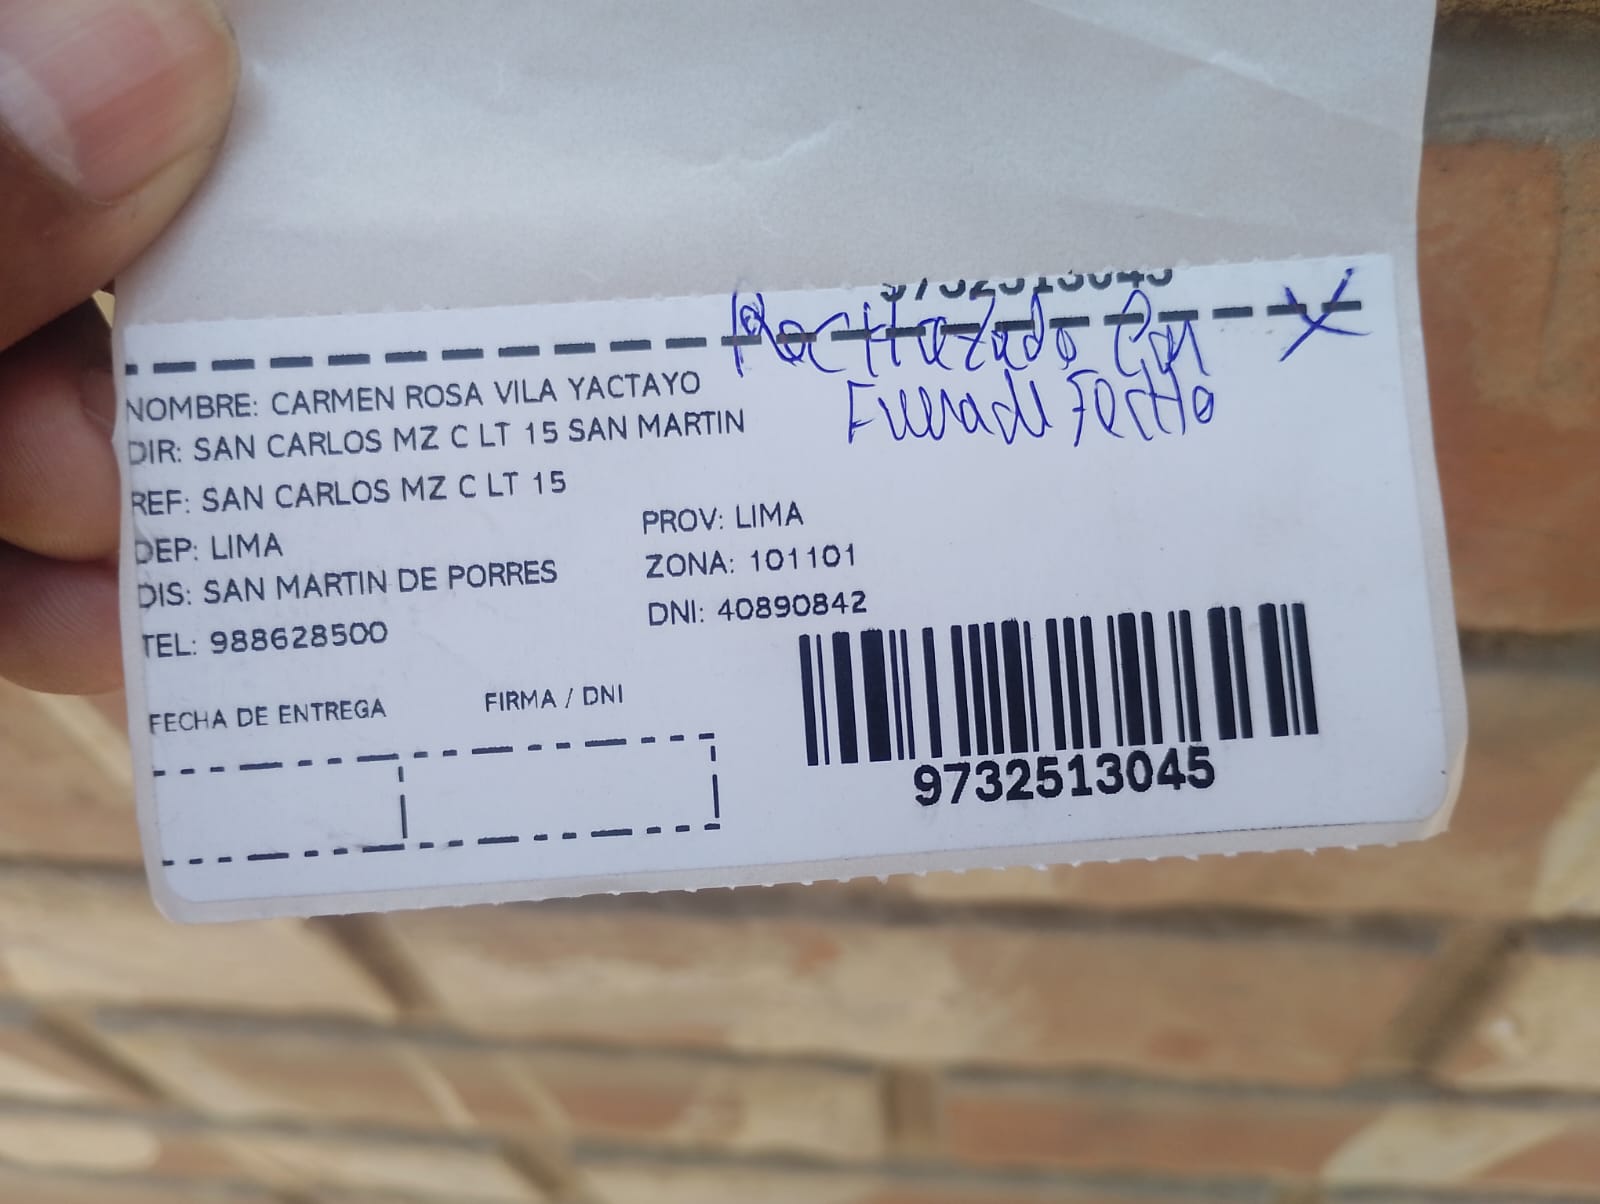 9732513045
Rechazado Con
Fuera de Fecha
NOMBRE: CARMEN ROSA VILA YACTAYO
DIR: SAN CARLOS MZ C LT 15 SAN MARTIN
REF: SAN CARLOS MZ C LT 15
DEP: LIMA PROV: LIMA
DIS: SAN MARTIN DE PORRES ZONA: 101101
TEL: 988628500 DNI: 40890842
FECHA DE ENTREGA FIRMA / DNI
9732513045